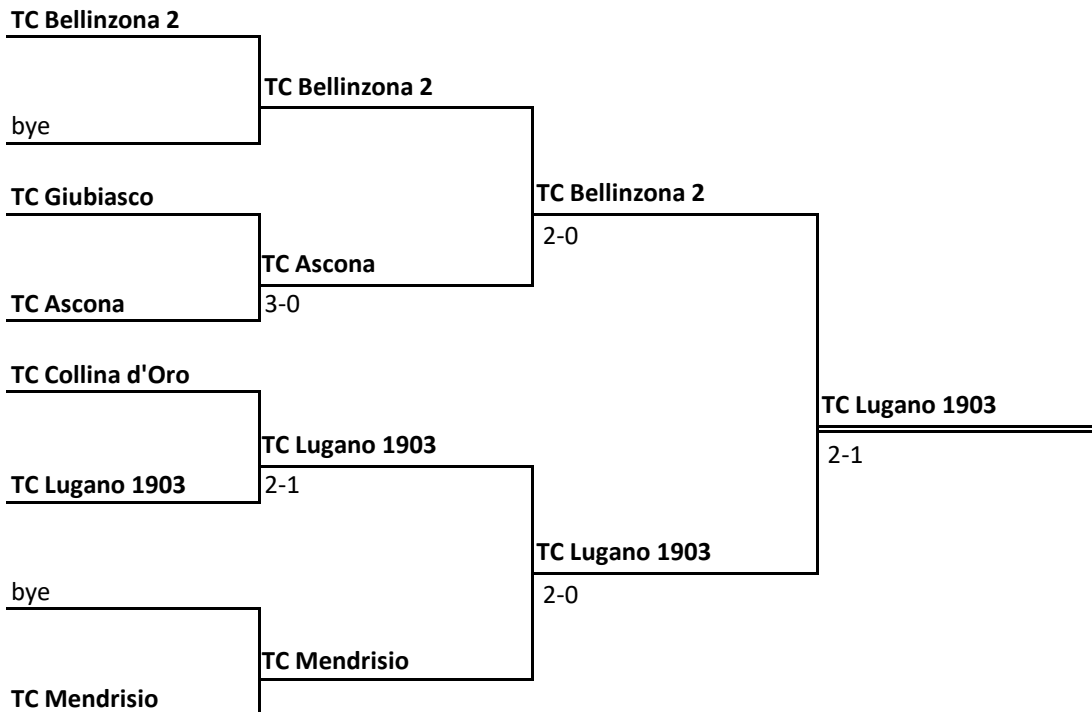 TC Bellinzona 2
TC Bellinzona 2
bye
TC Giubiasco
TC Bellinzona 2
2-0
TC Ascona
TC Ascona
3-0
TC Collina d'Oro
TC Lugano 1903
TC Lugano 1903
2-1
TC Lugano 1903
2-1
TC Lugano 1903
bye
2-0
TC Mendrisio
TC Mendrisio